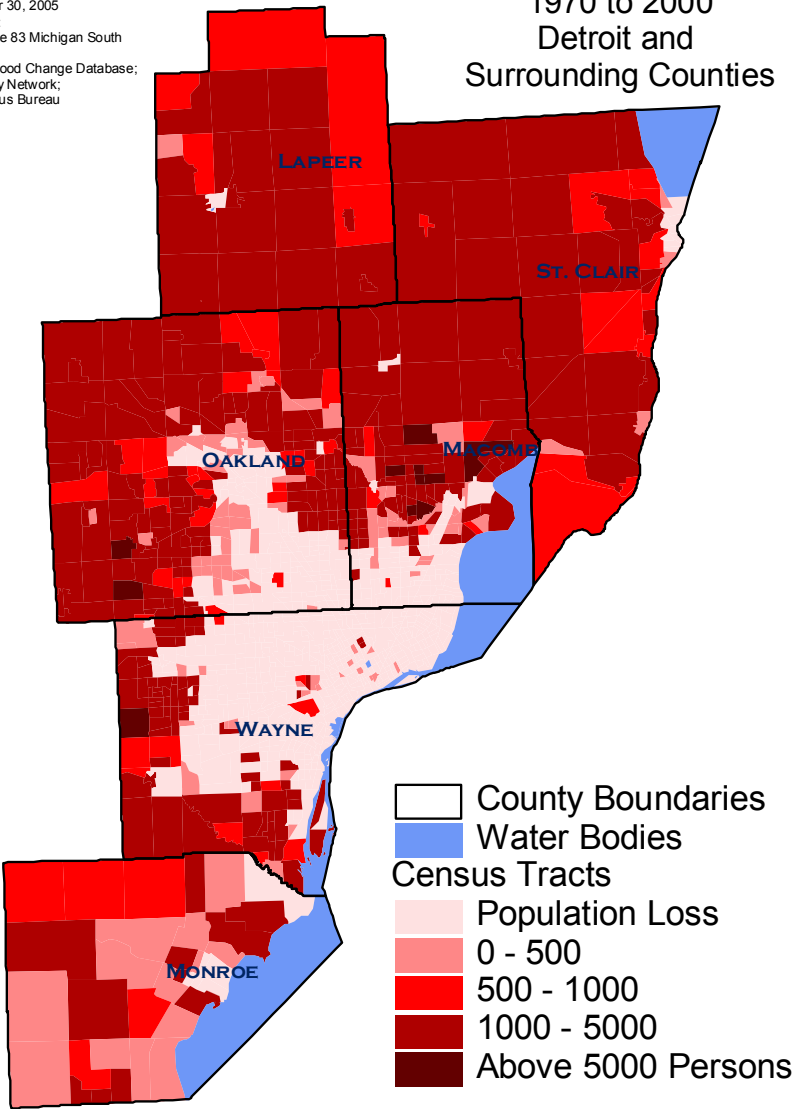 30, 2005
83 Michigan South
Change Database;
Network;
Bureau
1970 to 2000
Detroit and
Surrounding Counties
LAPEER
ST. CLAIR
OAKLAND
MACOMB
WAYNE
MONROE
County Boundaries
Water Bodies
Census Tracts
Population Loss
0 - 500
500 - 1000
1000 - 5000
Above 5000 Persons